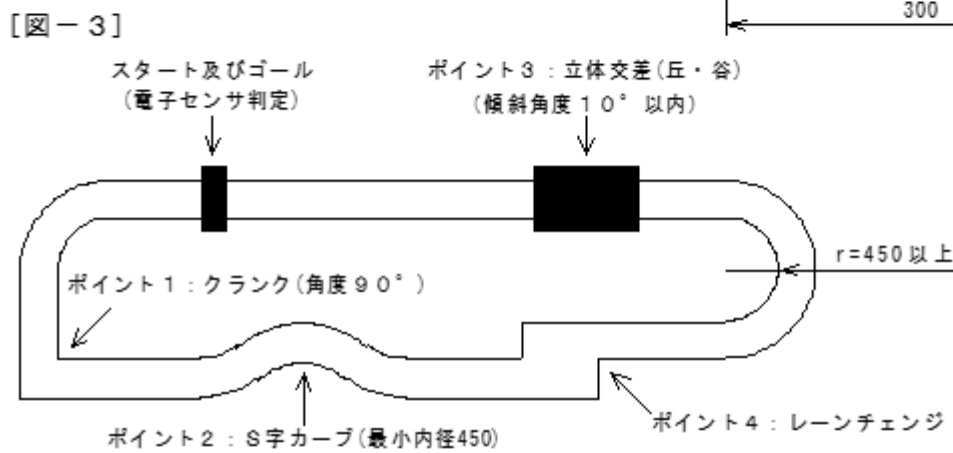 [図－３]
300
スタート及びゴール
(電子センサ判定)
ポイント３：立体交差(丘・谷)
(傾斜角度１０°以内)
r=450以上
ポイント１：クランク(角度９０°)
ポイント２：Ｓ字カーブ(最小内径450)
ポイント４：レーンチェンジ